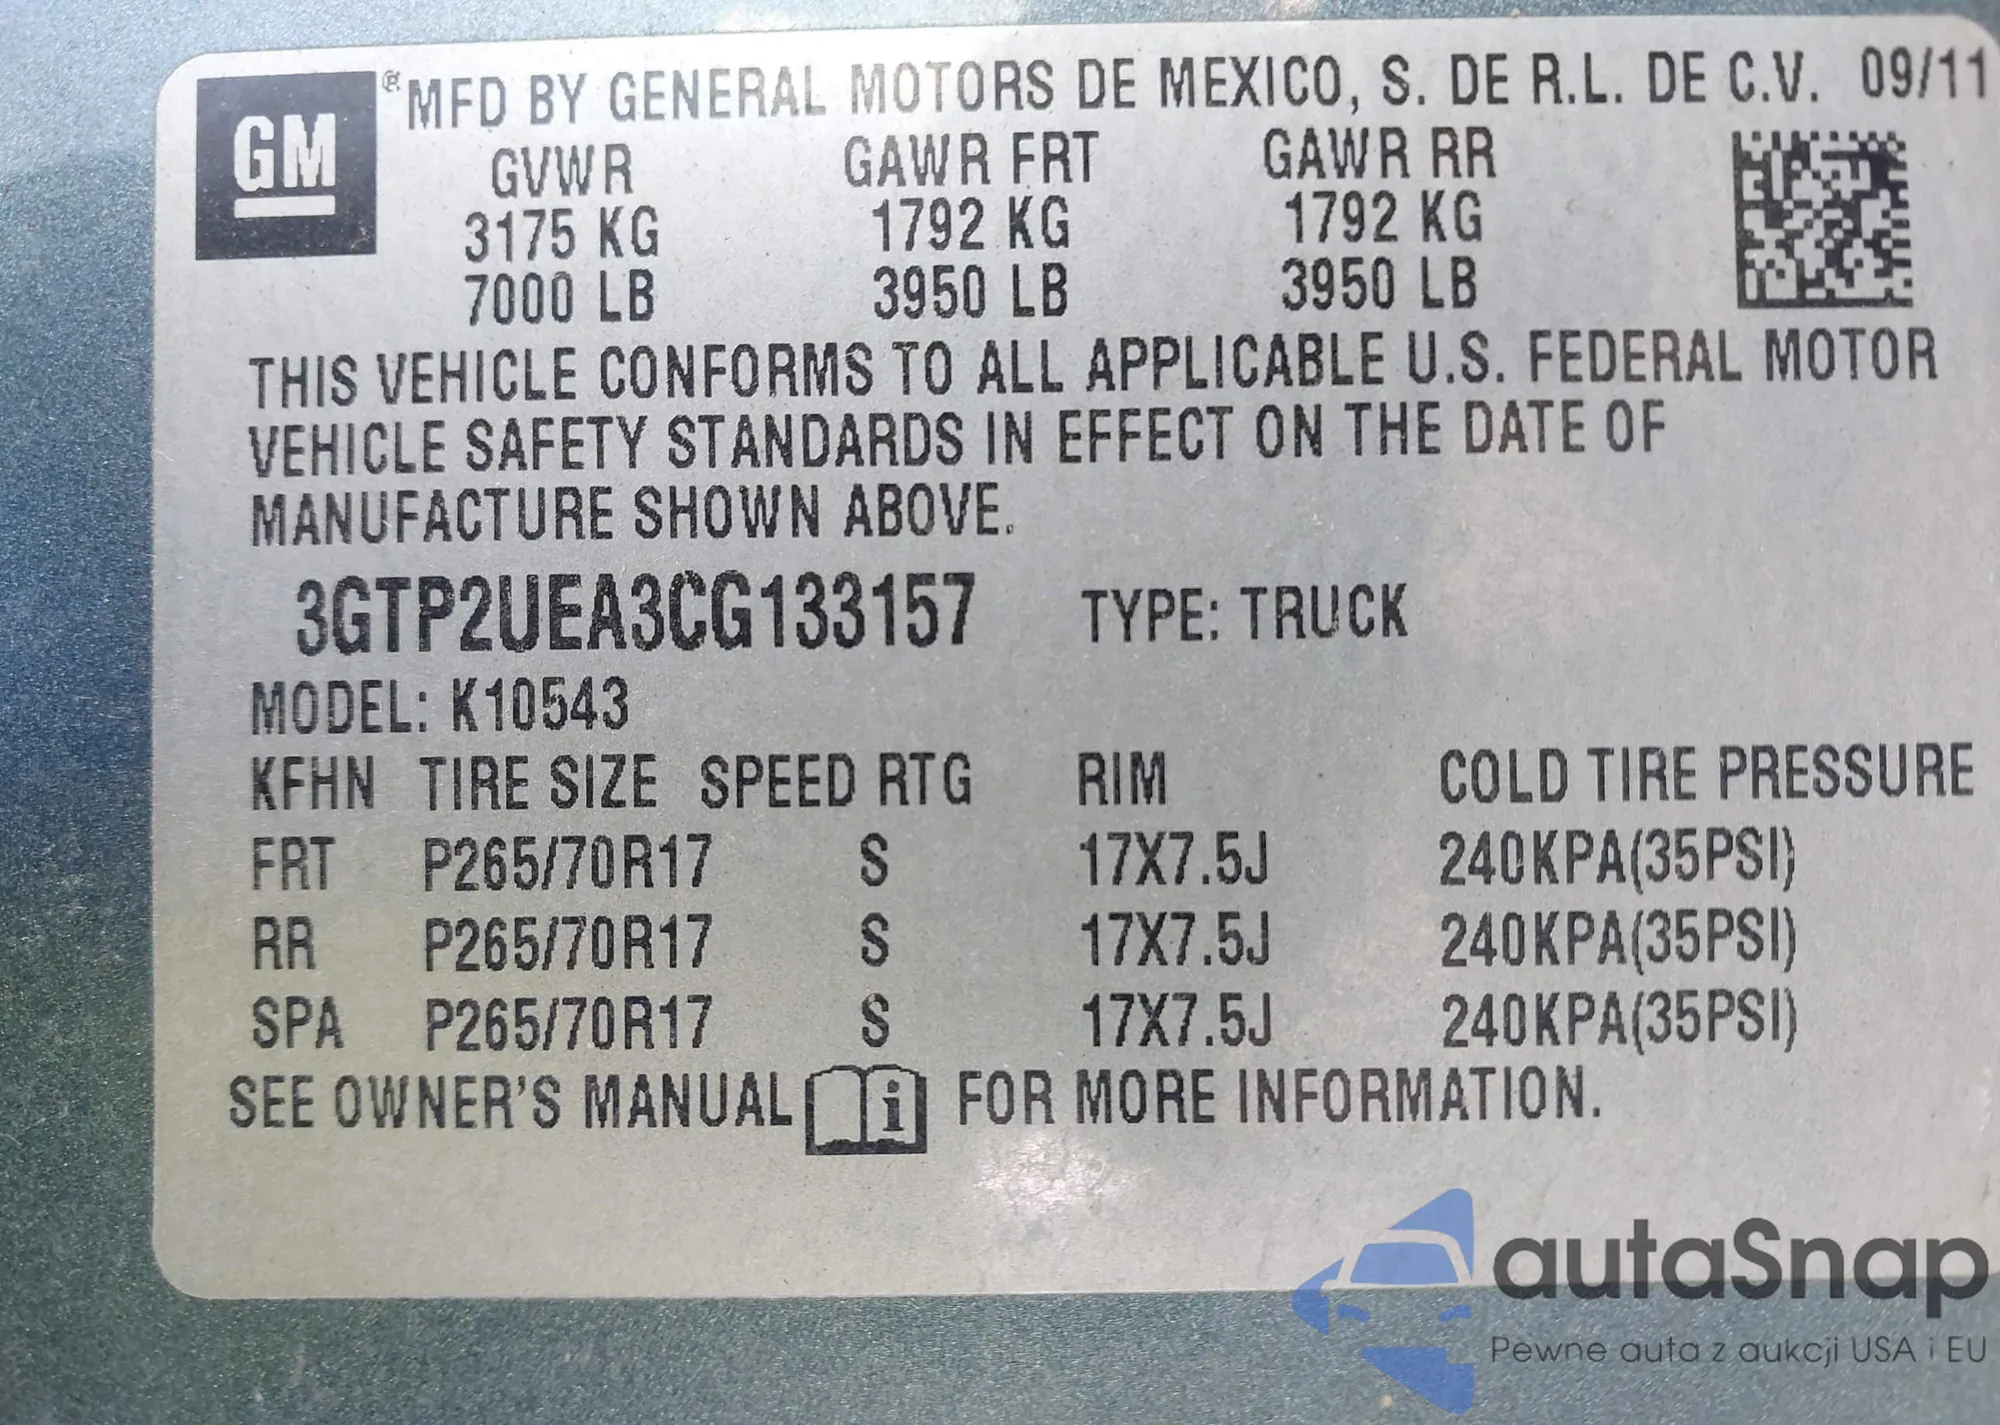 GM ® MFD BY GENERAL MOTORS DE MEXICO, S. DE R.L. DE C.V. 09/11
GVWR GAWR FRT GAWR RR
3175 KG 1792 KG 1792 KG
7000 LB 3950 LB 3950 LB
THIS VEHICLE CONFORMS TO ALL APPLICABLE U.S. FEDERAL MOTOR
VEHICLE SAFETY STANDARDS IN EFFECT ON THE DATE OF
MANUFACTURE SHOWN ABOVE.
3GTP2UEA3CG133157 TYPE: TRUCK
MODEL: K10543
KFHN TIRE SIZE SPEED RTG RIM COLD TIRE PRESSURE
FRT P265/70R17 S 17X7.5J 240KPA(35PSI)
RR P265/70R17 S 17X7.5J 240KPA(35PSI)
SPA P265/70R17 S 17X7.5J 240KPA(35PSI)
SEE OWNER'S MANUAL i FOR MORE INFORMATION.
autaSnap
Pewne auta z aukcji USA i EU